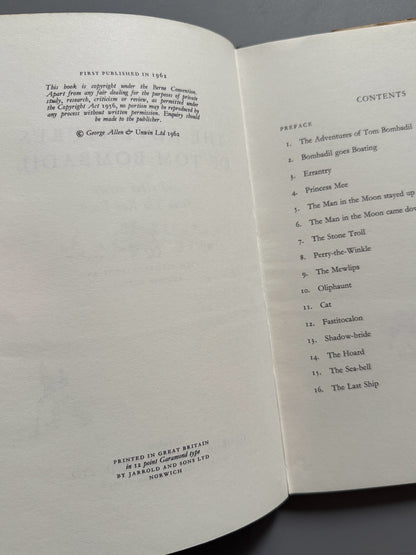 FIRST PUBLISHED IN 1962
This book is copyright under the Berne Convention.
Apart from any fair dealing for the purposes of private
study, research, criticism or review, as permitted under
the Copyright Act 1956, no portion may be reproduced by
any process without written permission. Enquiry should
be made to the publisher.
© George Allen & Unwin Ltd 1962
PRINTED IN GREAT BRITAIN
in 12 point Garamond type
BY JARROLD AND SONS LTD
NORWICH
CONTENTS
PREFACE
1. The Adventures of Tom Bombadil
2. Bombadil goes Boating
3. Errantry
4. Princess Mee
5. The Man in the Moon stayed up
6. The Man in the Moon came down
7. The Stone Troll
8. Perry-the-Winkle
9. The Mewlips
10. Oliphaunt
11. Cat
12. Fastitocalon
13. Shadow-bride
14. The Hoard
15. The Sea-bell
16. The Last Ship